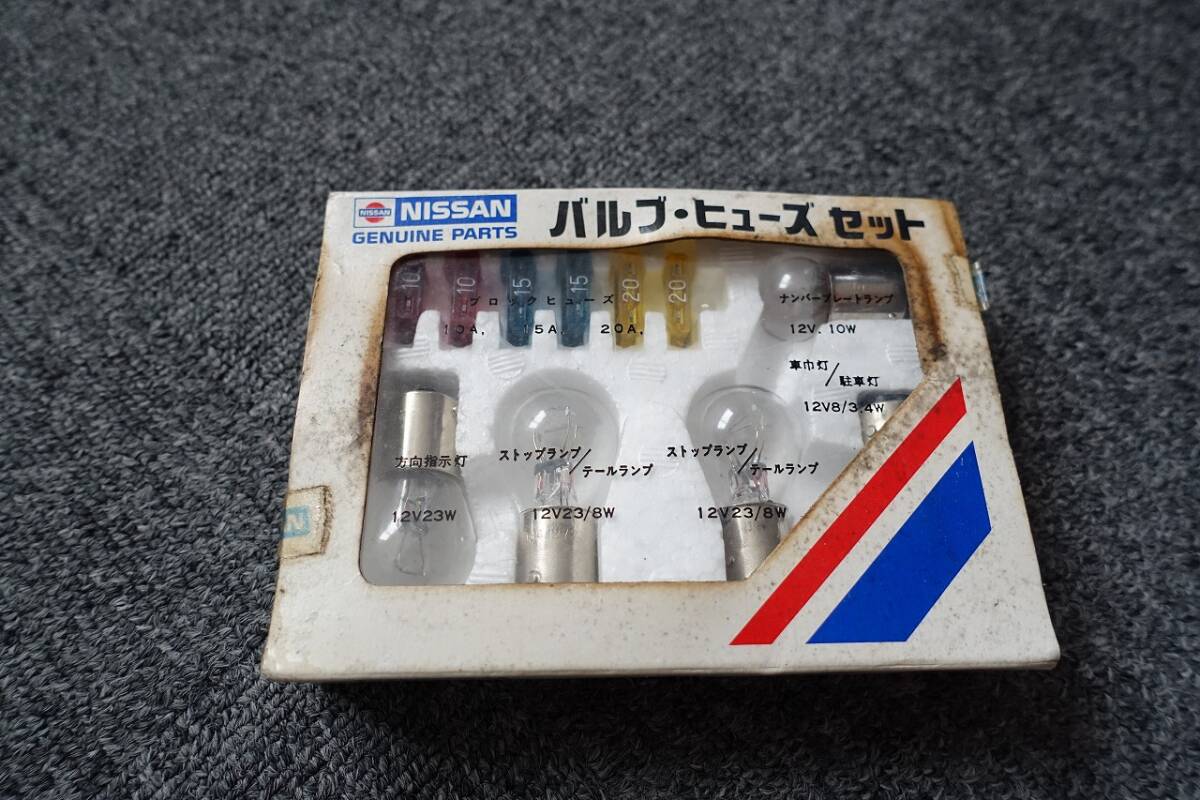 NISSAN NISSAN
GENUINE PARTS
バルブ・ヒューズ セット
10 10 15 15 20 20
ブロックヒューズ
10A, 15A, 20A,
ナンバープレートランプ
12V. 10W
車巾灯/駐車灯
12V8/3.4W
方向指示灯
12V23W
ストップランプ/テールランプ
12V23/8W
ストップランプ/テールランプ
12V23/8W
N